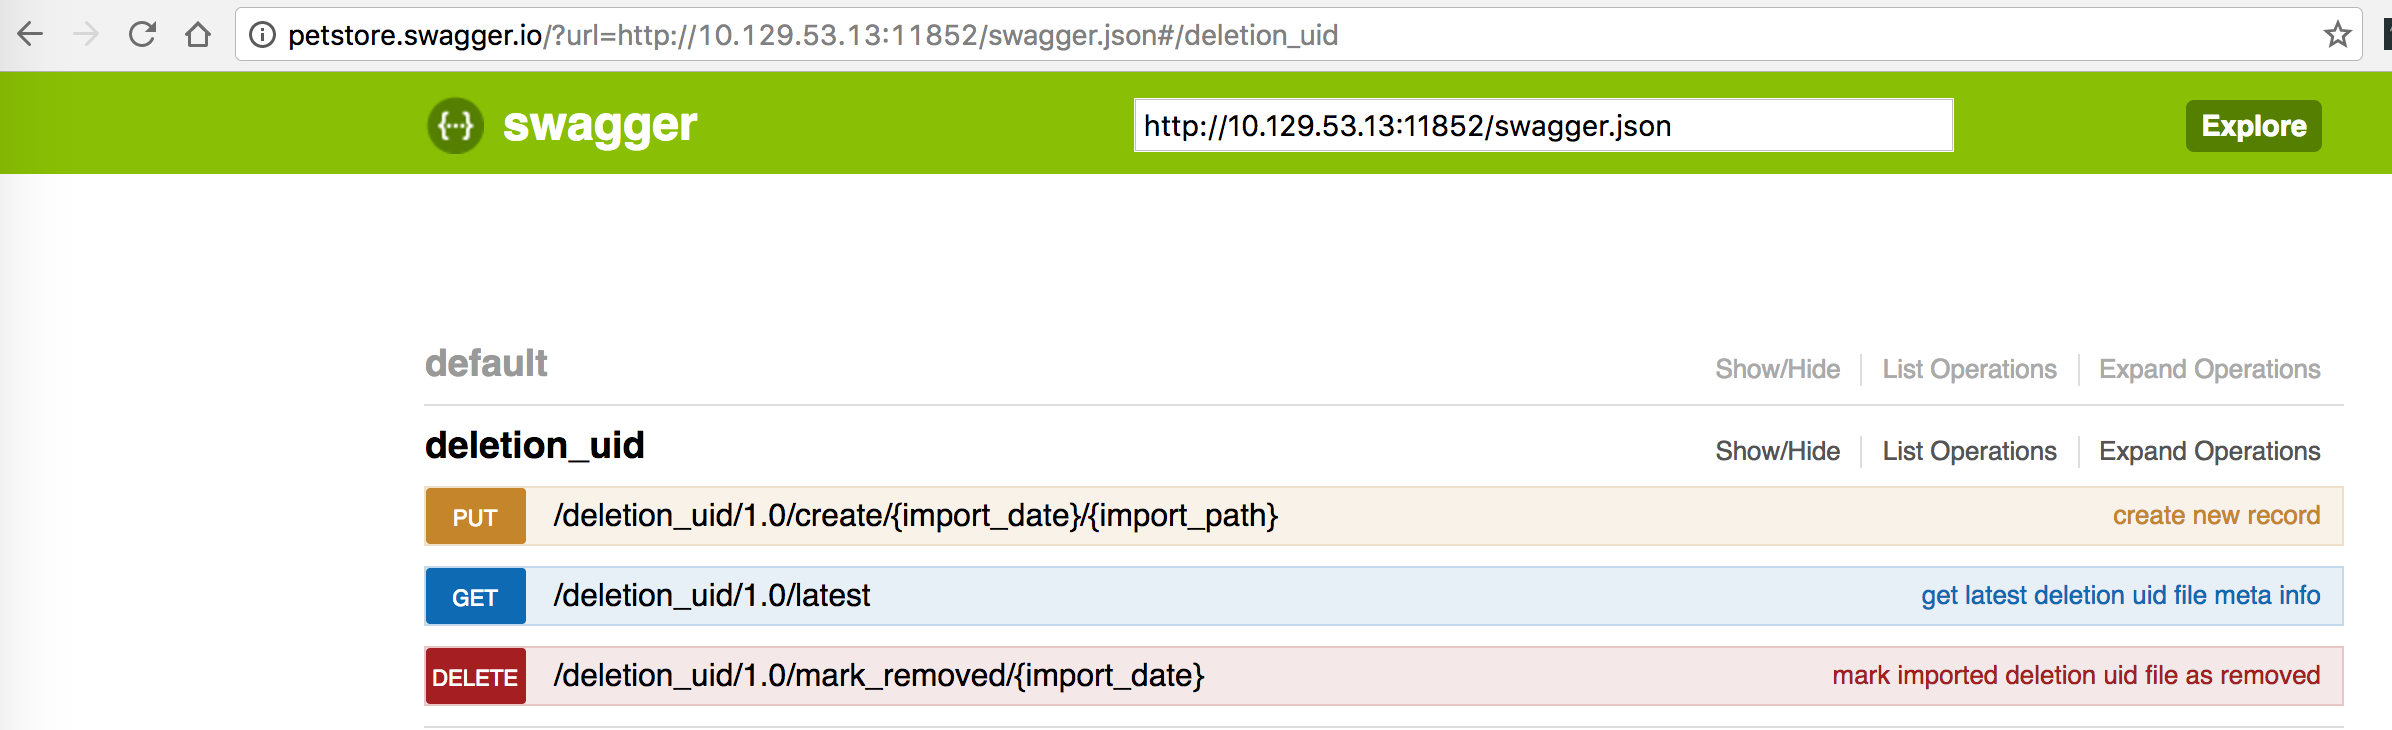 petstore.swagger.io/?url=http://10.129.53.13:11852/swagger.json#/deletion_uid
{···} swagger http://10.129.53.13:11852/swagger.json Explore
default Show/Hide List Operations Expand Operations
deletion_uid Show/Hide List Operations Expand Operations
PUT /deletion_uid/1.0/create/{import_date}/{import_path} create new record
GET /deletion_uid/1.0/latest get latest deletion uid file meta info
DELETE /deletion_uid/1.0/mark_removed/{import_date} mark imported deletion uid file as removed